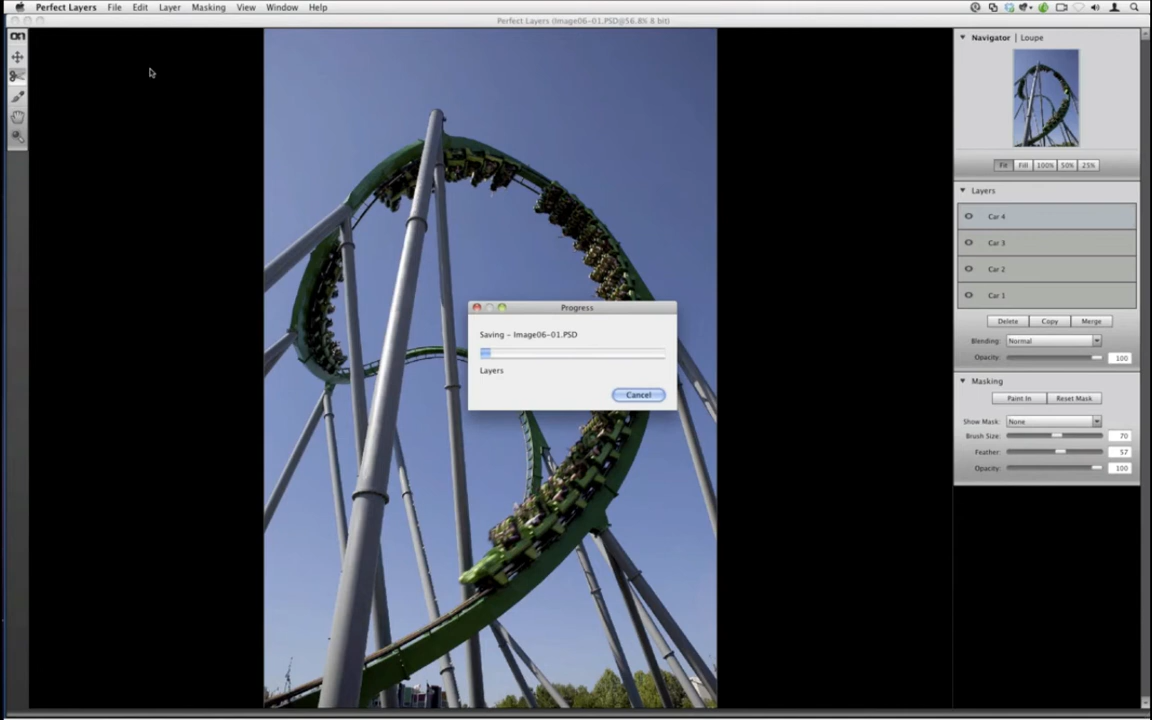 Perfect Layers File Edit Layer Masking View Window Help
Perfect Layers (Image06-01.PSD@56.8% 8 bit)
on
Navigator | Loupe
Fit Fill 100% 50% 25%
Layers
Car 4
Car 3
Car 2
Car 1
Delete Copy Merge
Blending: Normal
Opacity: 100
Masking
Paint In Reset Mask
Show Mask: None
Brush Size: 70
Feather: 57
Opacity: 100
Progress
Saving - Image06-01.PSD
Layers
Cancel